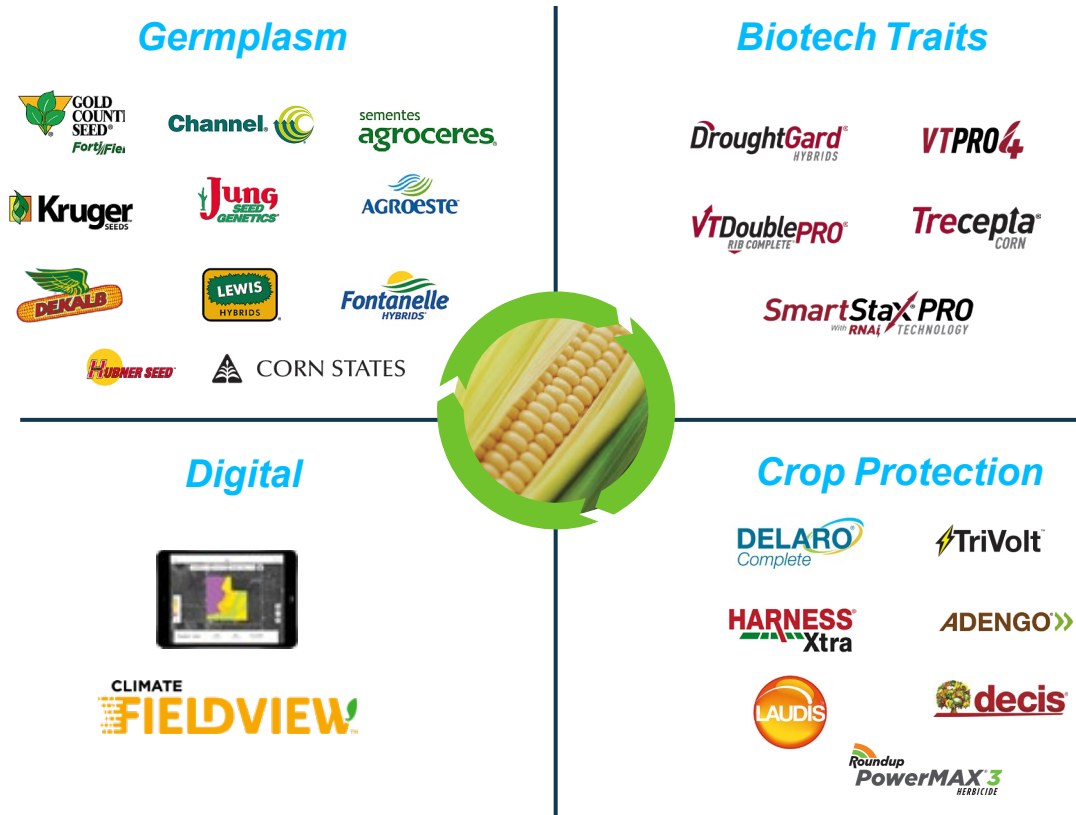 Germplasm
Biotech Traits
GOLD
COUNT
SEED®
Channel.
sementes
agroceres
DroughtGard®
HYBRIDS
VTPRO4
Kruger
SEEDS
Jung
SEED
GENETICS
AGROESTE
VTDoublePRO®
RIB COMPLETE
Trecepta®
CORN
DEKALB
LEWIS
HYBRIDS
Fontanelle
HYBRIDS
SmartStax® PRO
With RNAi TECHNOLOGY
HUBNER SEED
CORN STATES
Digital
Crop Protection
DELARO®
Complete
TriVolt™
HARNESS®
Xtra
ADENGO®
CLIMATE
FIELDVIEW™
LAUDIS
decis®
Roundup
PowerMAX® 3
HERBICIDE